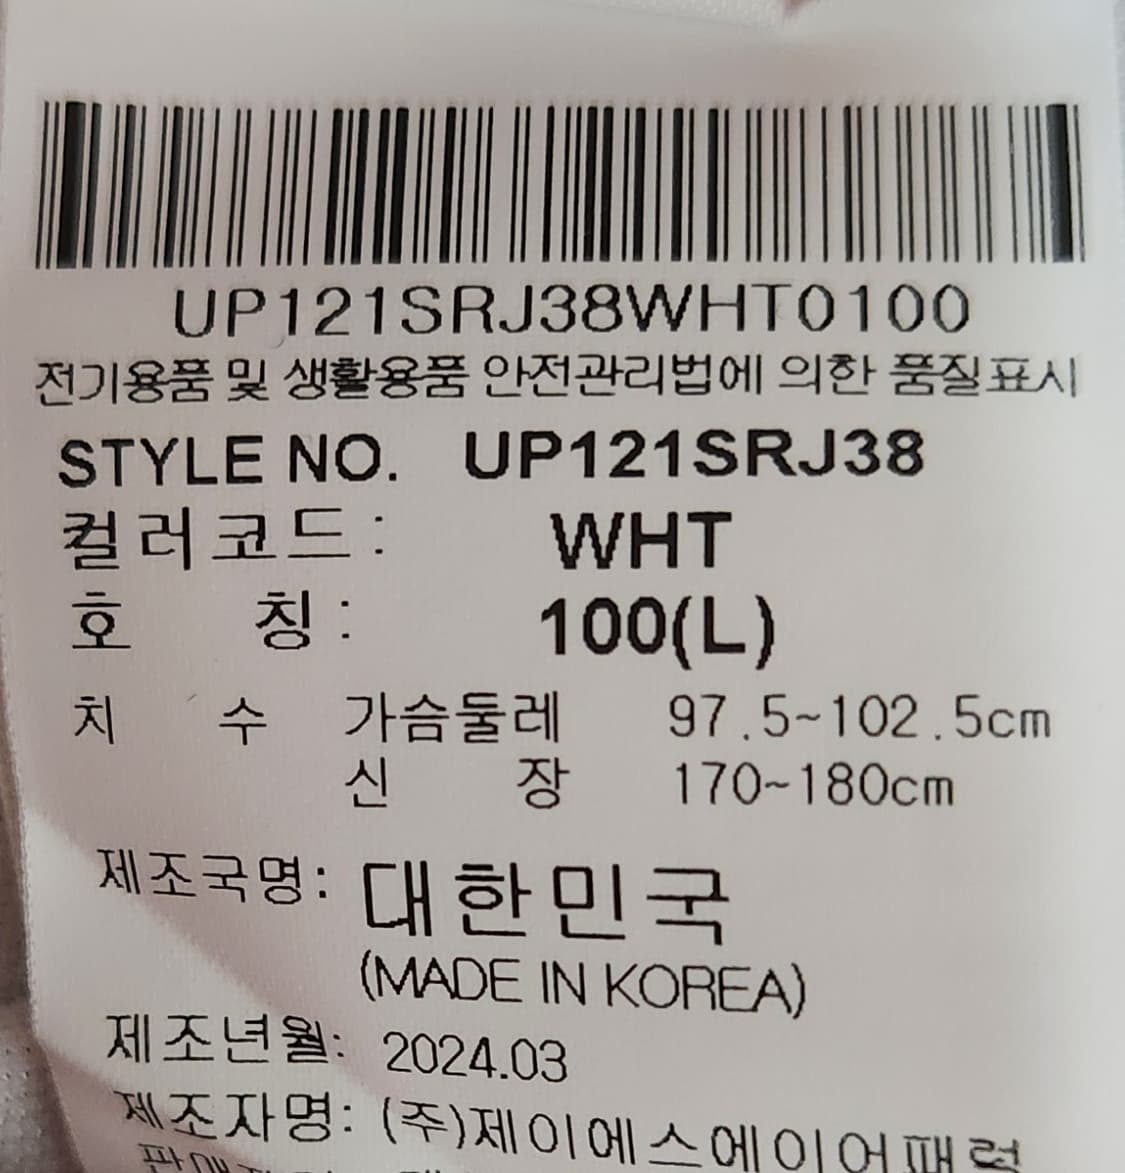 UP121SRJ38WHT0100
전기용품 및 생활용품 안전관리법에 의한 품질표시
STYLE NO. UP121SRJ38
컬러코드: WHT
호 칭: 100(L)
치 수 가슴둘레 97.5~102.5cm
신 장 170~180cm
제조국명: 대한민국
(MADE IN KOREA)
제조년월: 2024.03
제조자명: (주)제이에스에이어패럴